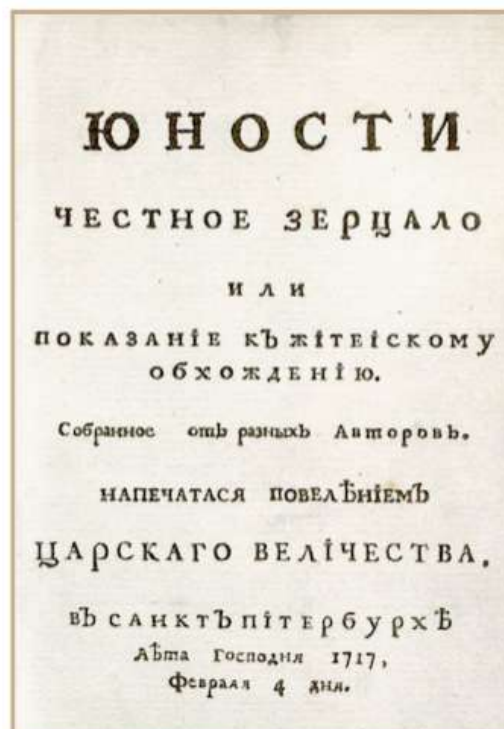 ЮНОСТИ
ЧЕСТНОЕ ЗЕРЦАЛО
ИЛИ
ПОКАЗАНІЕ КЪ ЖІТЕІСКОМУ
ОБХОЖДЕНІЮ.
Собранное отъ разныхъ Авторовъ.
НАПЕЧАТАСЯ ПОВЕЛѢНІЕМЪ
ЦАРСКАГО ВЕЛІЧЕСТВА,
ВЪ САНКТЪПІТЕРБУРХѢ
Лѣта Господня 1717,
Февраля 4 дня.